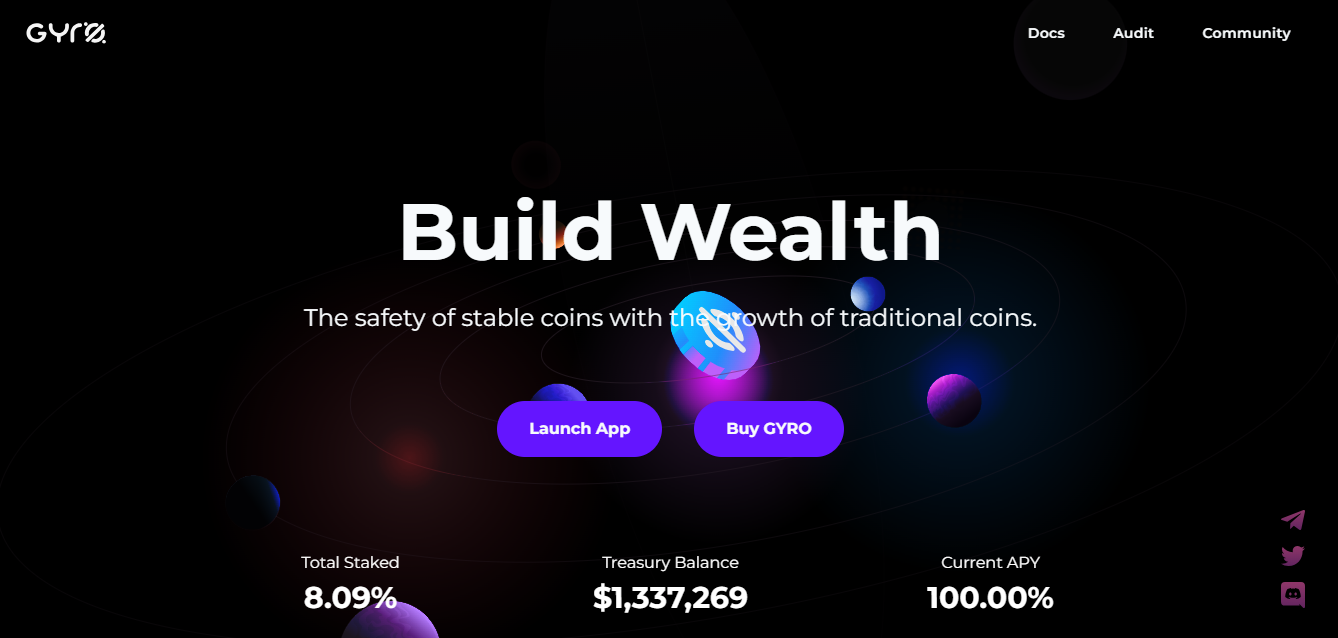 GYRO
Docs
Audit
Community
Build Wealth
The safety of stable coins with the growth of traditional coins.
Launch App
Buy GYRO
Total Staked
Treasury Balance
Current APY
8.09%
$1,337,269
100.00%